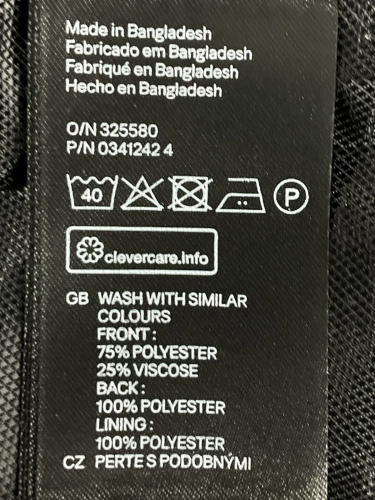 Made in Bangladesh
Fabricado em Bangladesh
Fabriqué en Bangladesh
Hecho en Bangladesh
O/N 325580
P/N 0341242 4
40 P
clevercare.info
GB WASH WITH SIMILAR
COLOURS
FRONT :
75% POLYESTER
25% VISCOSE
BACK :
100% POLYESTER
LINING :
100% POLYESTER
CZ PERTE S PODOBNÝMI